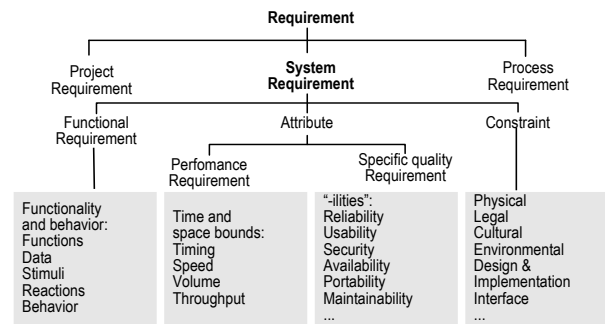 Requirement
Project
Requirement
System
Requirement
Process
Requirement
Functional
Requirement
Attribute
Constraint
Perfomance
Requirement
Specific quality
Requirement
Functionality
and behavior:
Functions
Data
Stimuli
Reactions
Behavior
Time and
space bounds:
Timing
Speed
Volume
Throughput
“-ilities”:
Reliability
Usability
Security
Availability
Portability
Maintainability
...
Physical
Legal
Cultural
Environmental
Design &
Implementation
Interface
...